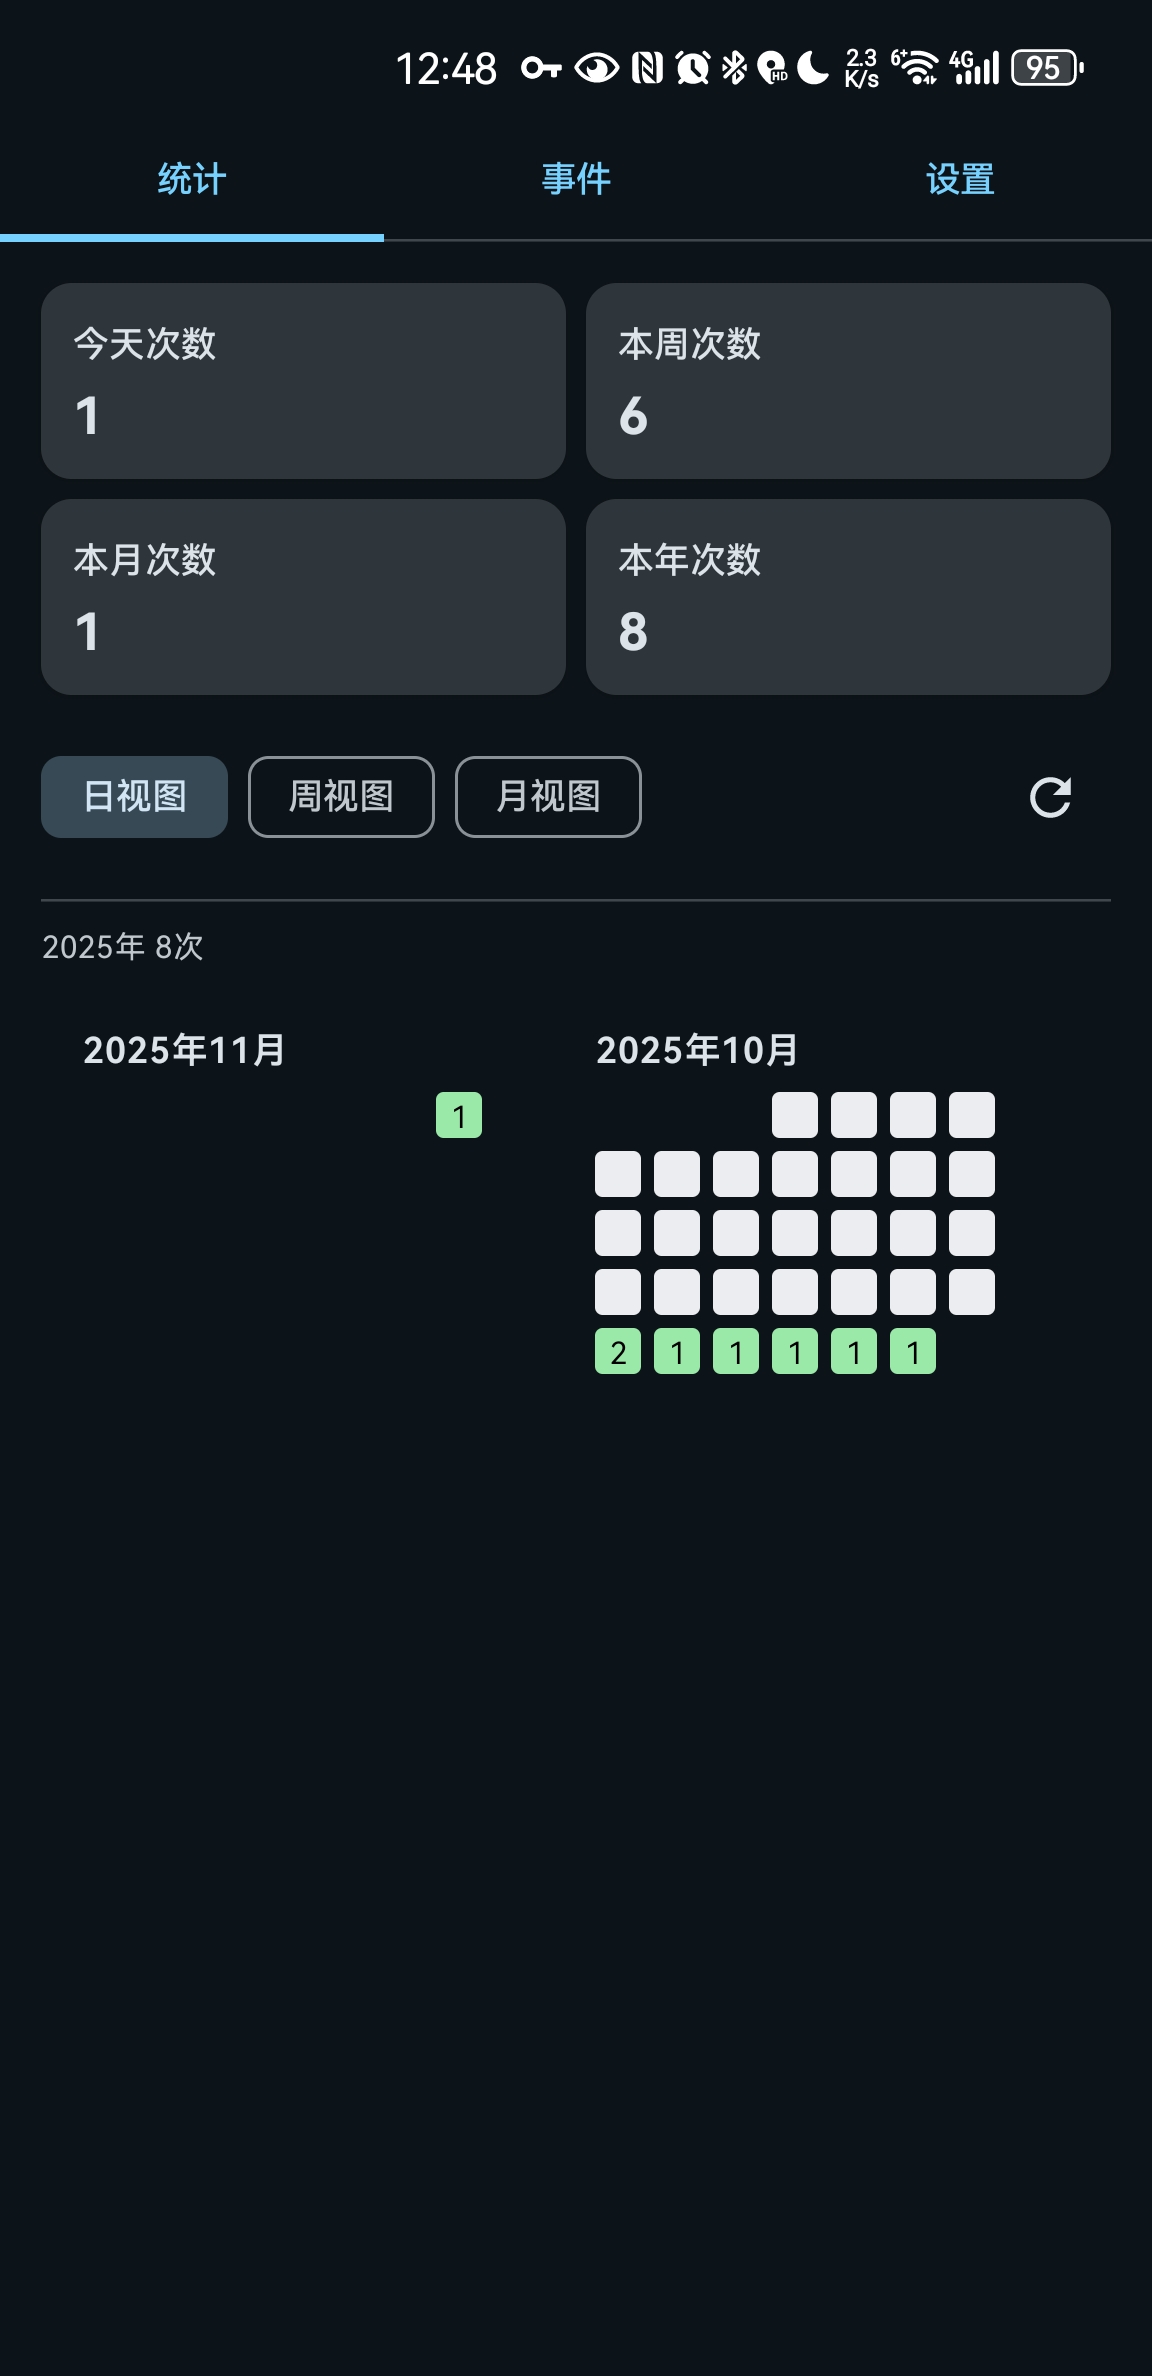 12:48 HD 2.3 K/s 6+ 4G 95
统计 事件 设置
今天次数 本周次数
1 6
本月次数 本年次数
1 8
日视图 周视图 月视图
2025年 8次
2025年11月 2025年10月
1
2 1 1 1 1 1